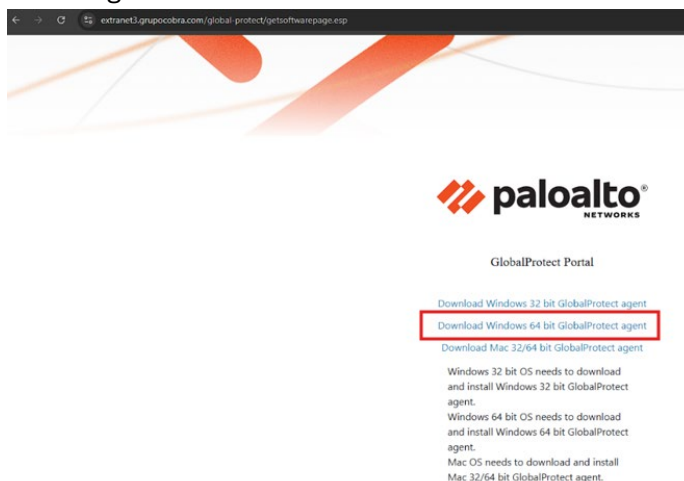 extranet3.grupocobra.com/global-protect/getsoftwarepage.esp
paloalto®
NETWORKS
GlobalProtect Portal
Download Windows 32 bit GlobalProtect agent
Download Windows 64 bit GlobalProtect agent
Download Mac 32/64 bit GlobalProtect agent
Windows 32 bit OS needs to download
and install Windows 32 bit GlobalProtect
agent.
Windows 64 bit OS needs to download
and install Windows 64 bit GlobalProtect
agent.
Mac OS needs to download and install
Mac 32/64 bit GlobalProtect agent.